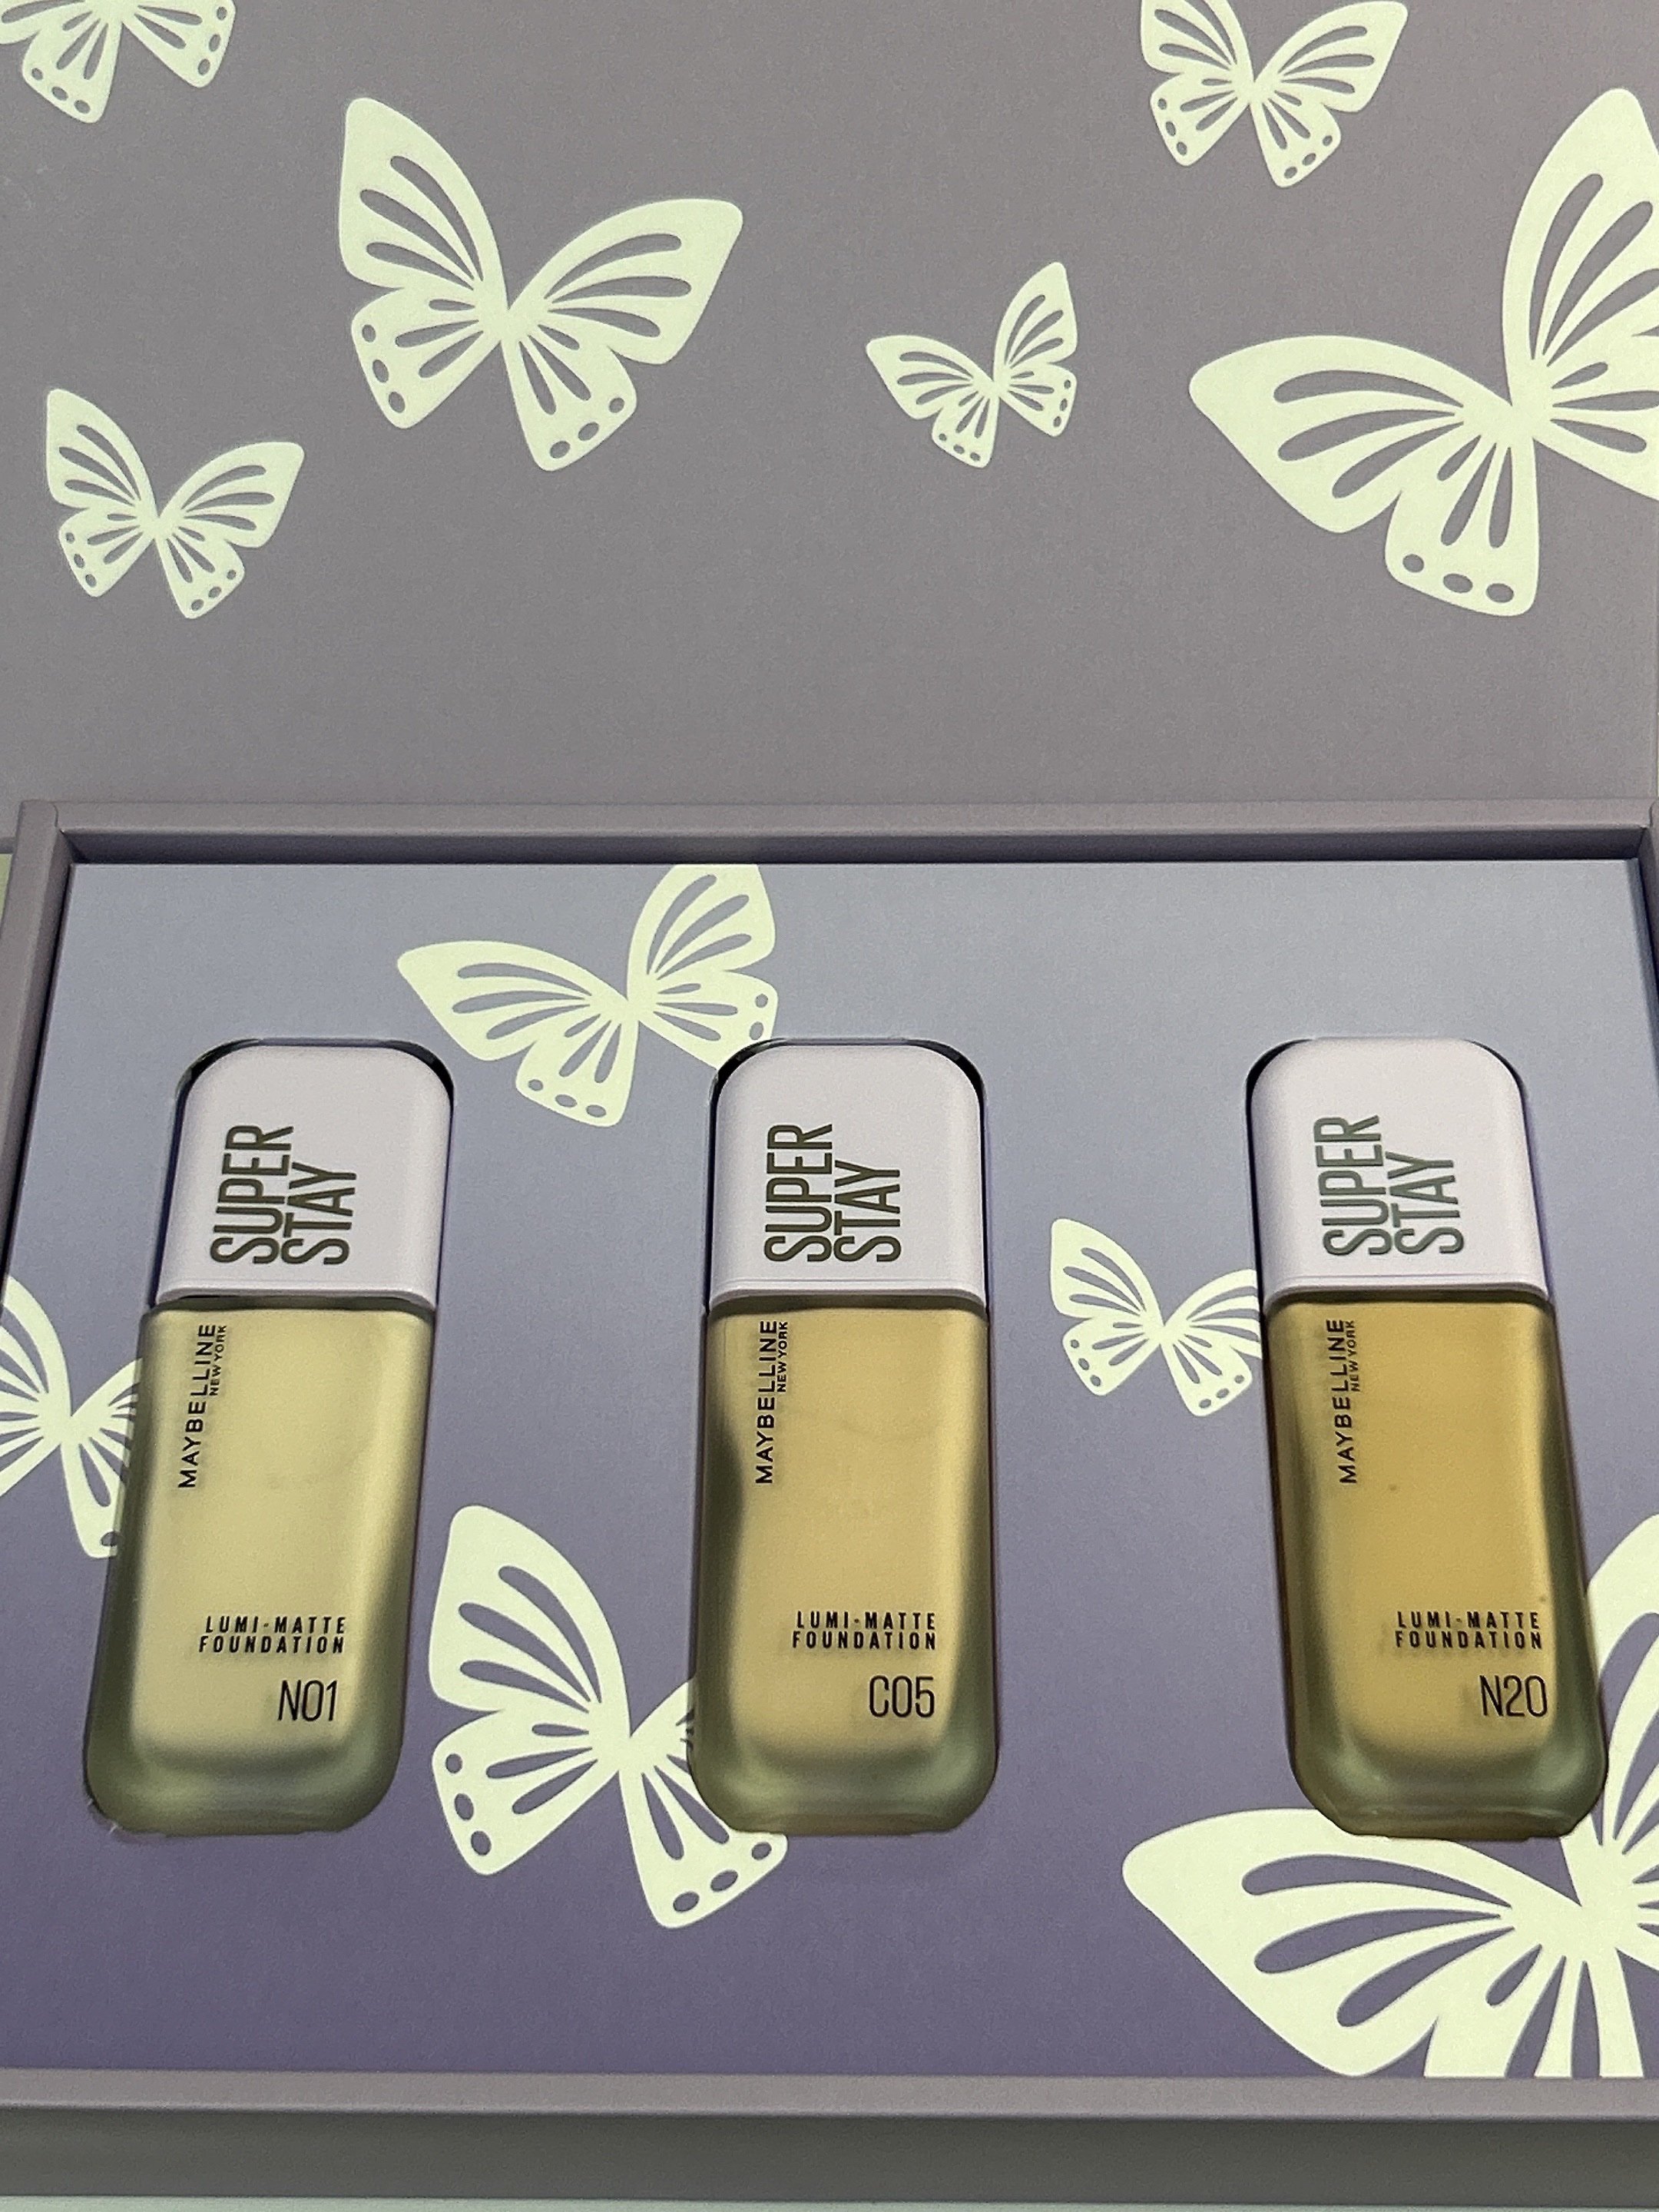 SUPER
STAY
MAYBELLINE
NEW YORK
LUMI-MATTE
FOUNDATION
N01
SUPER
STAY
MAYBELLINE
NEW YORK
LUMI-MATTE
FOUNDATION
C05
SUPER
STAY
MAYBELLINE
NEW YORK
LUMI-MATTE
FOUNDATION
N20